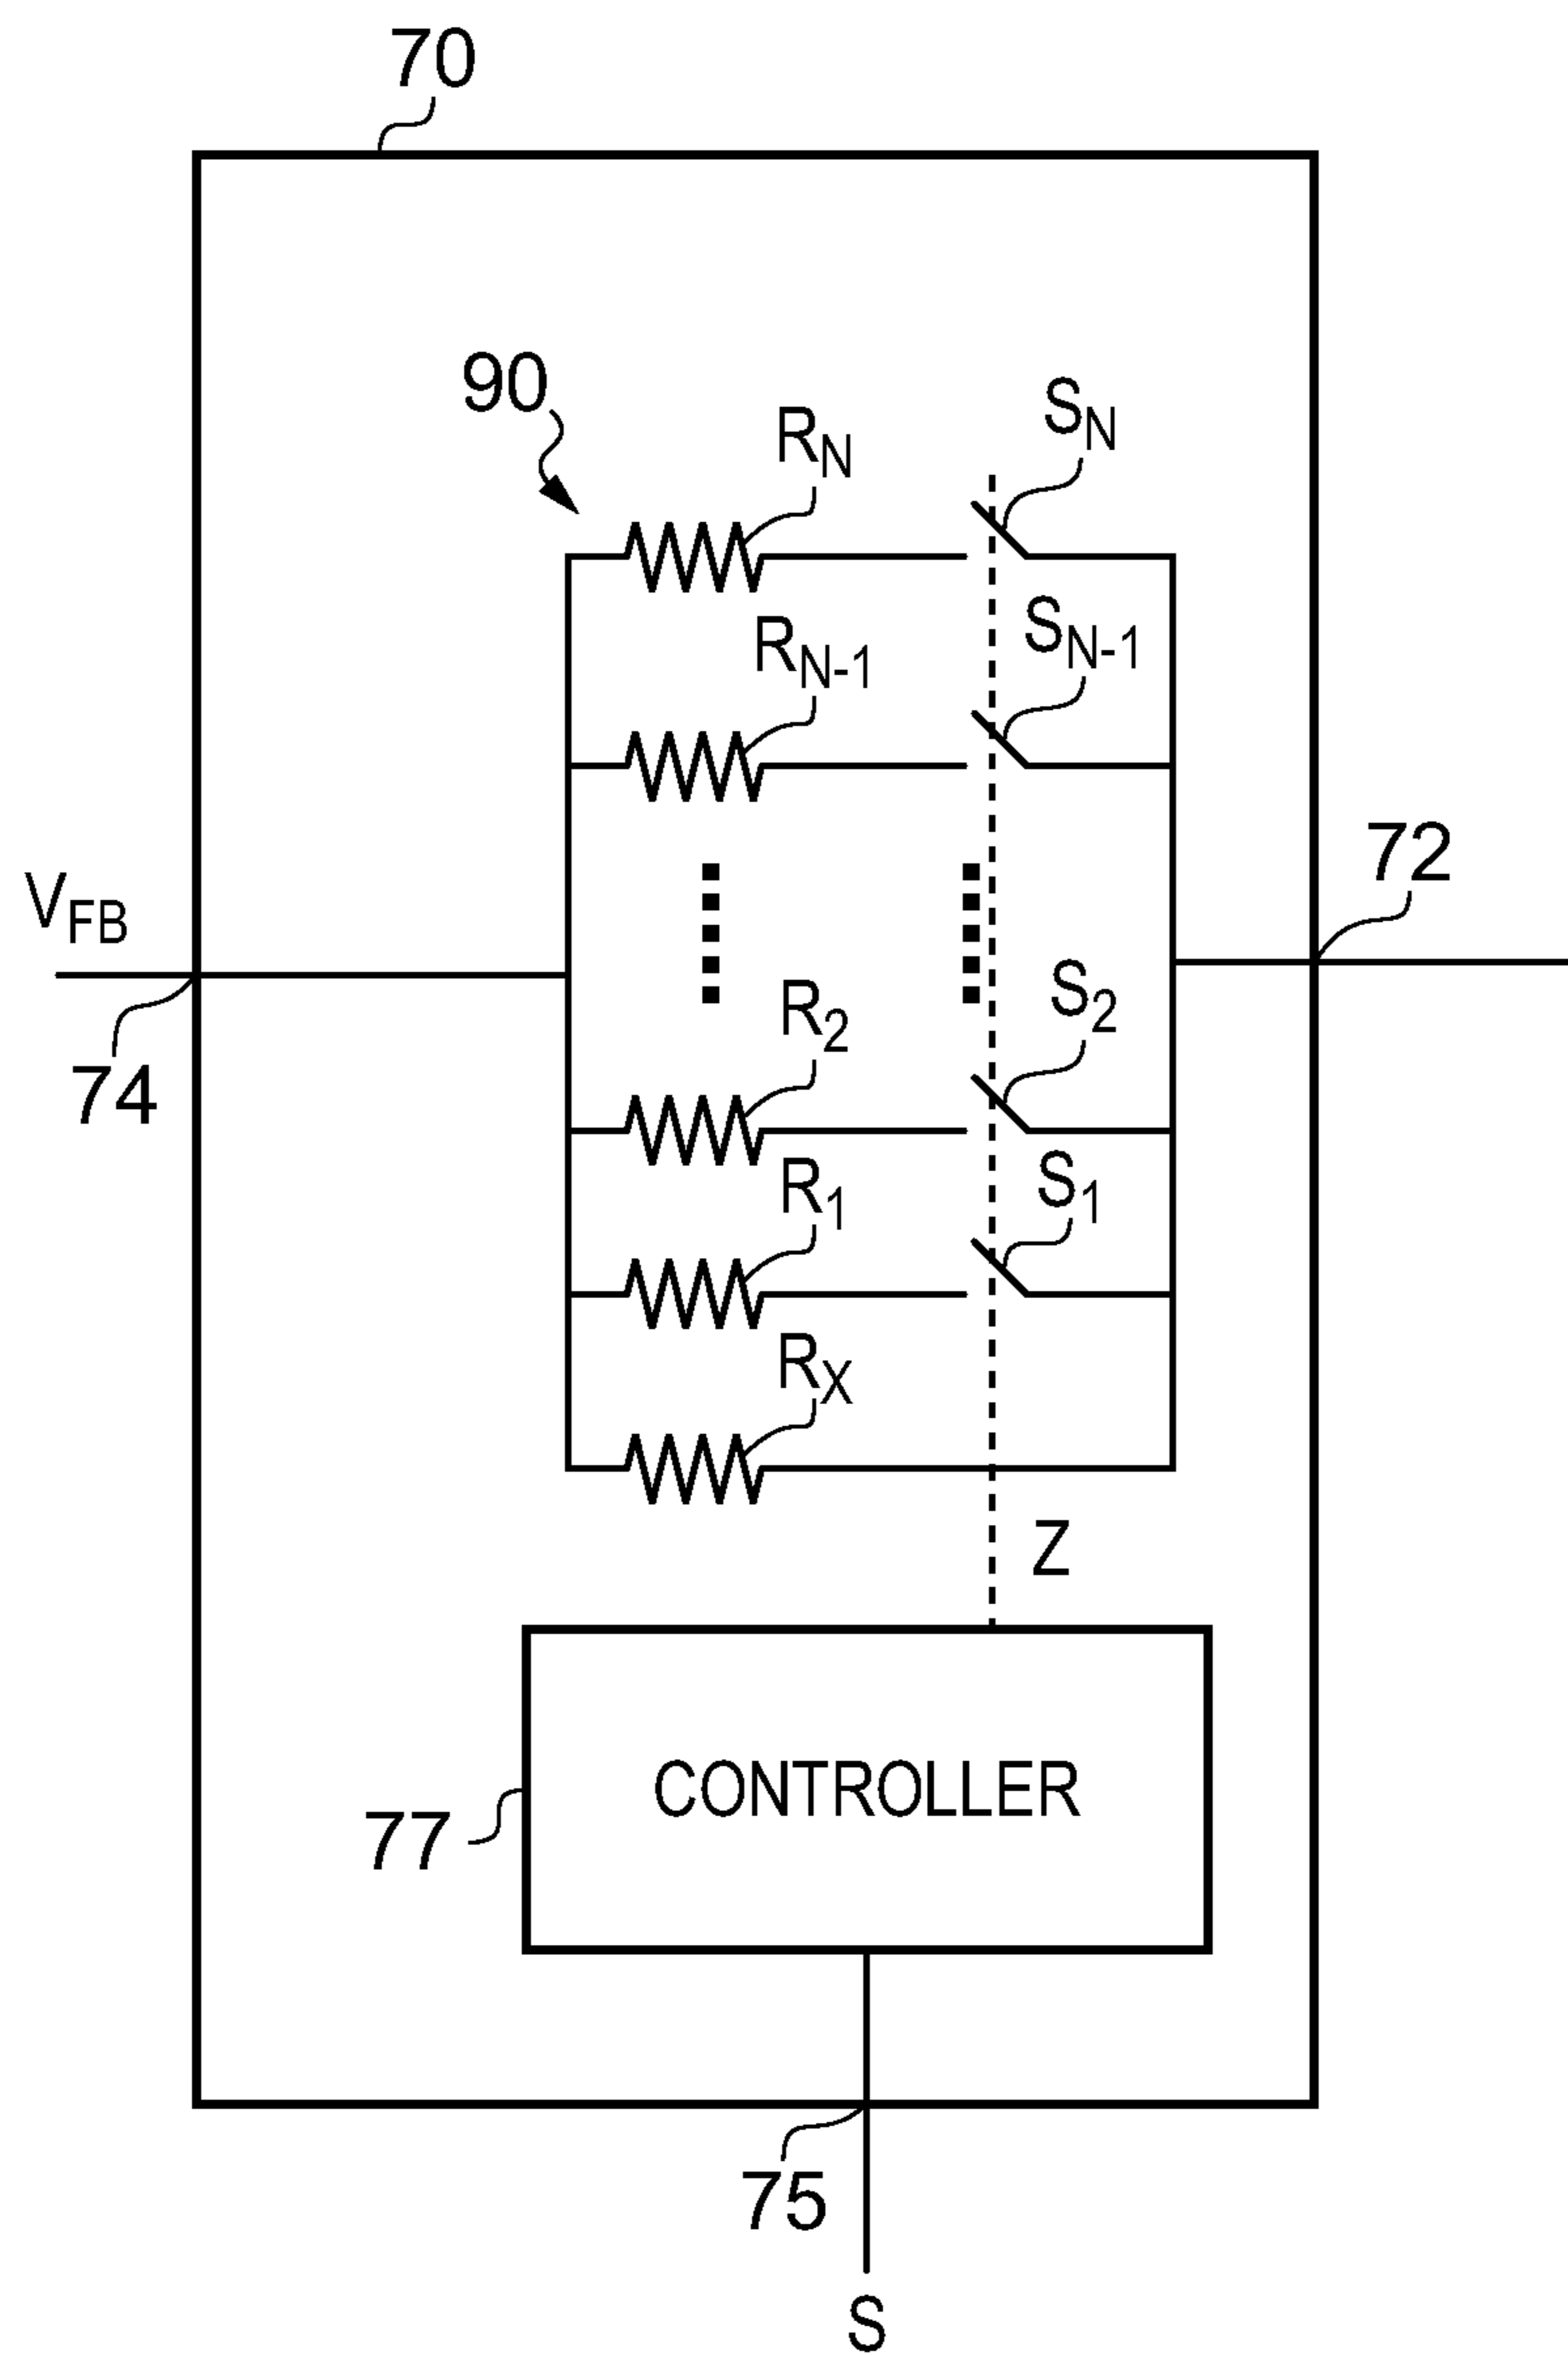 70
90
R_N
S_N
R_N-1
S_N-1
V_FB
72
74
R_2
S_2
R_1
S_1
R_X
Z
CONTROLLER
77
75
S